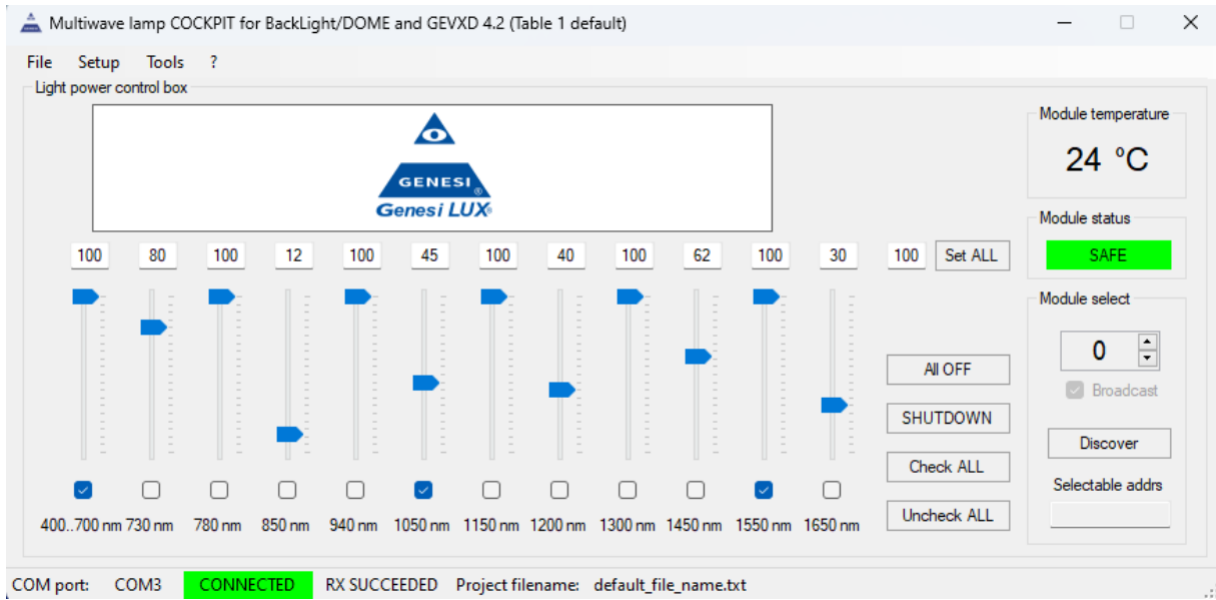 Multiwave lamp COCKPIT for BackLight/DOME and GEVXD 4.2 (Table 1 default)
File Setup Tools ?
Light power control box
GENESI ®
Genesi LUX®
100 80 100 12 100 45 100 40 100 62 100 30 100 Set ALL
All OFF
SHUTDOWN
Check ALL
Uncheck ALL
400..700 nm 730 nm 780 nm 850 nm 940 nm 1050 nm 1150 nm 1200 nm 1300 nm 1450 nm 1550 nm 1650 nm
Module temperature
24 ºC
Module status
SAFE
Module select
0
Broadcast
Discover
Selectable addrs
COM port: COM3 CONNECTED RX SUCCEEDED Project filename: default_file_name.txt